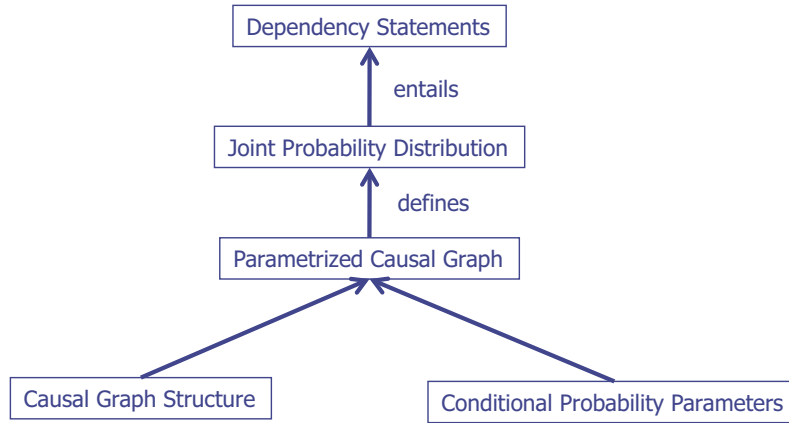 Dependency Statements
entails
Joint Probability Distribution
defines
Parametrized Causal Graph
Causal Graph Structure
Conditional Probability Parameters